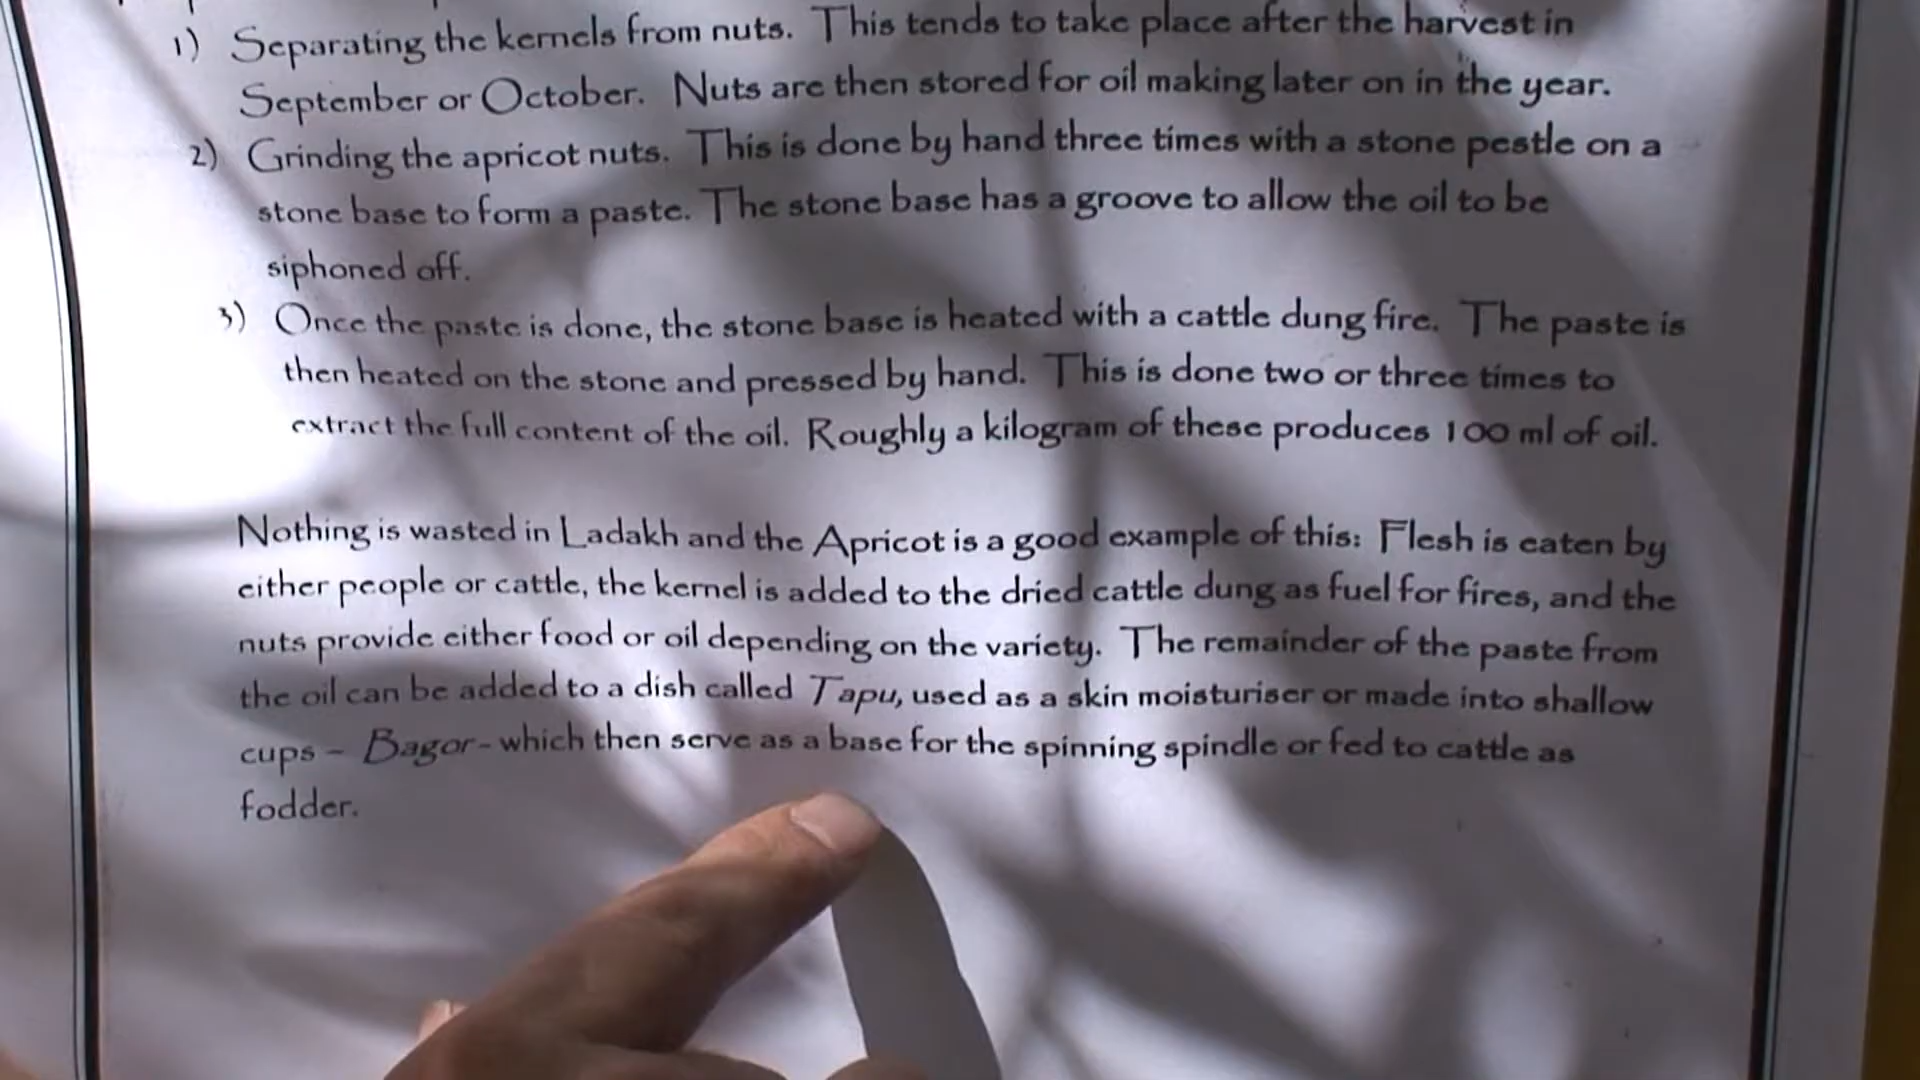 1) Separating the kernels from nuts. This tends to take place after the harvest in
September or October. Nuts are then stored for oil making later on in the year.
2) Grinding the apricot nuts. This is done by hand three times with a stone pestle on a
stone base to form a paste. The stone base has a groove to allow the oil to be
siphoned off.
3) Once the paste is done, the stone base is heated with a cattle dung fire. The paste is
then heated on the stone and pressed by hand. This is done two or three times to
extract the full content of the oil. Roughly a kilogram of these produces 100 ml of oil.
Nothing is wasted in Ladakh and the Apricot is a good example of this: Flesh is eaten by
either people or cattle, the kernel is added to the dried cattle dung as fuel for fires, and the
nuts provide either food or oil depending on the variety. The remainder of the paste from
the oil can be added to a dish called Tapu, used as a skin moisturiser or made into shallow
cups - Bagor - which then serve as a base for the spinning spindle or fed to cattle as
fodder.